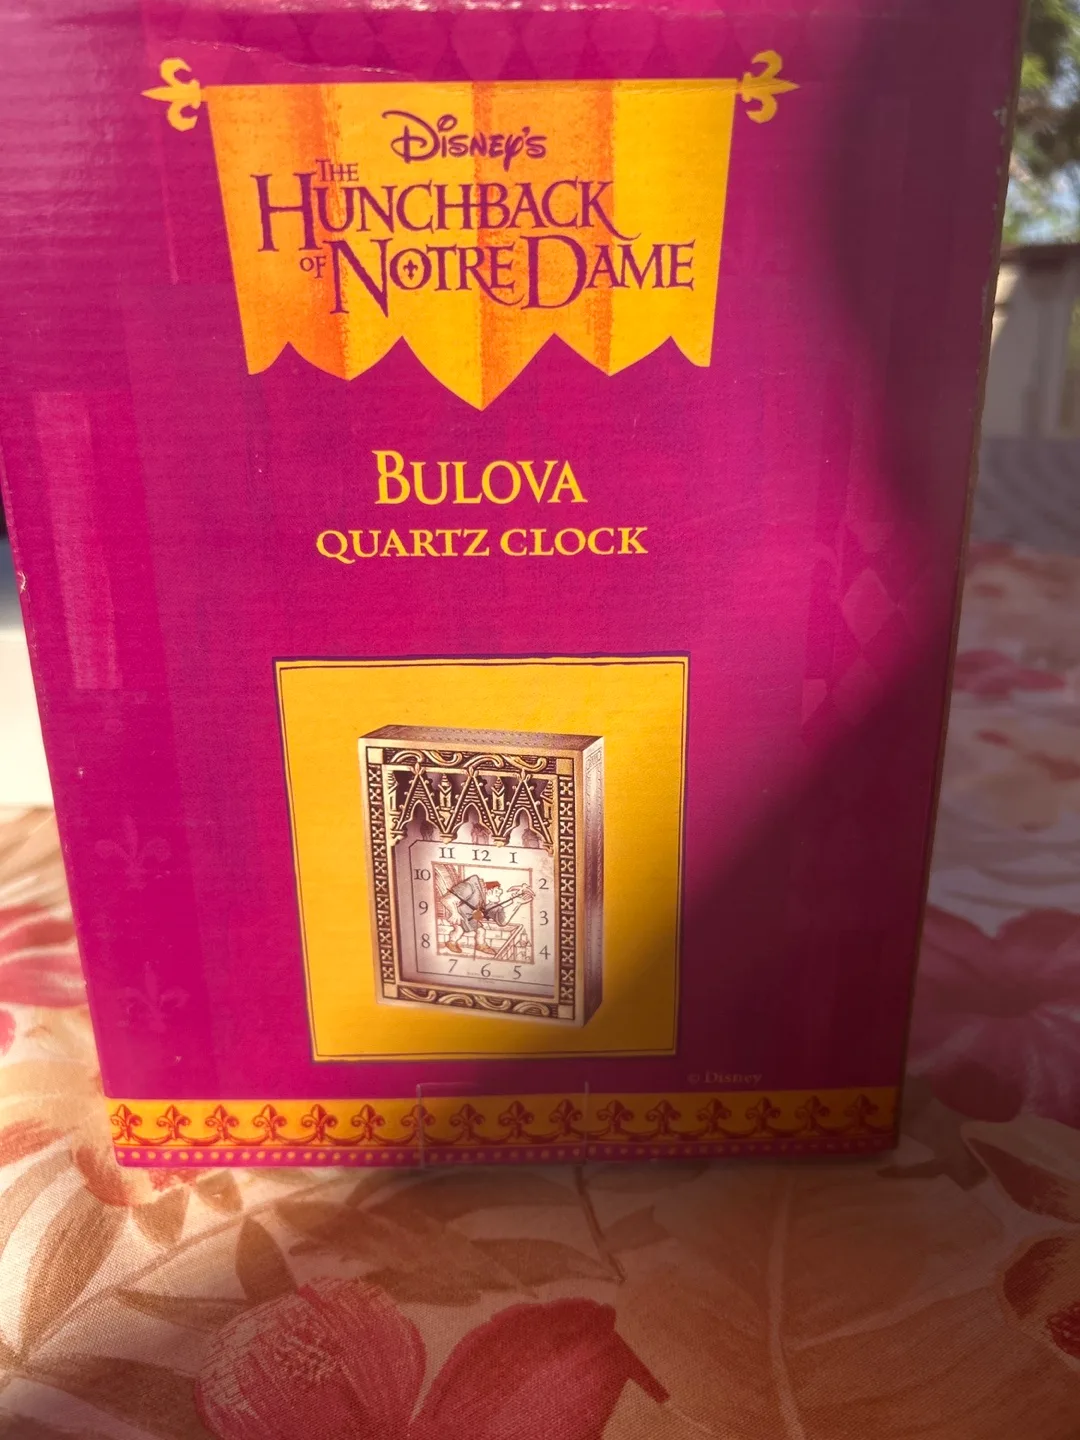 Disney's
THE
HUNCHBACK
OF NOTRE DAME
BULOVA
QUARTZ CLOCK
11 12 1
10 2
9 3
8 4
7 6 5
© Disney